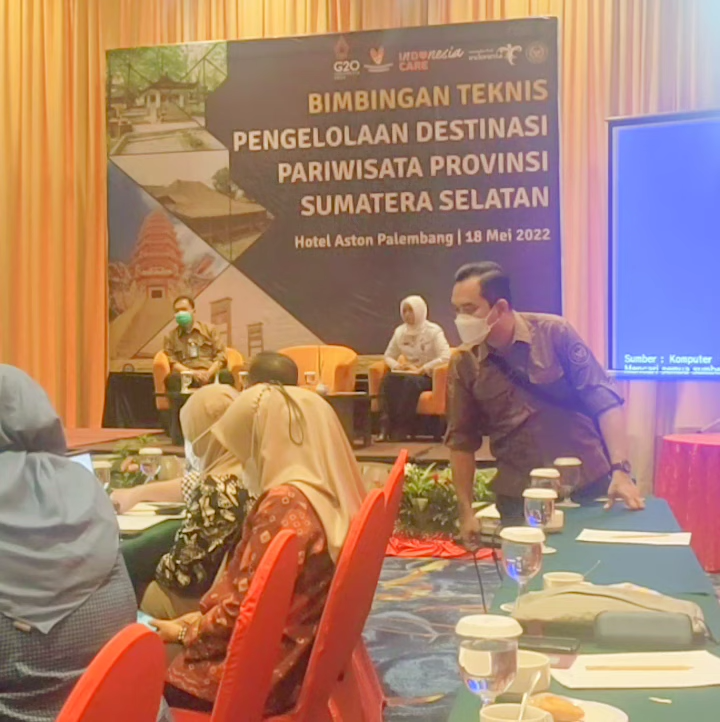 G20
INDONESIA
CARE
indonesia
BIMBINGAN TEKNIS
PENGELOLAAN DESTINASI
PARIWISATA PROVINSI
SUMATERA SELATAN
Hotel Aston Palembang | 18 Mei 2022
Sumber : Komputer